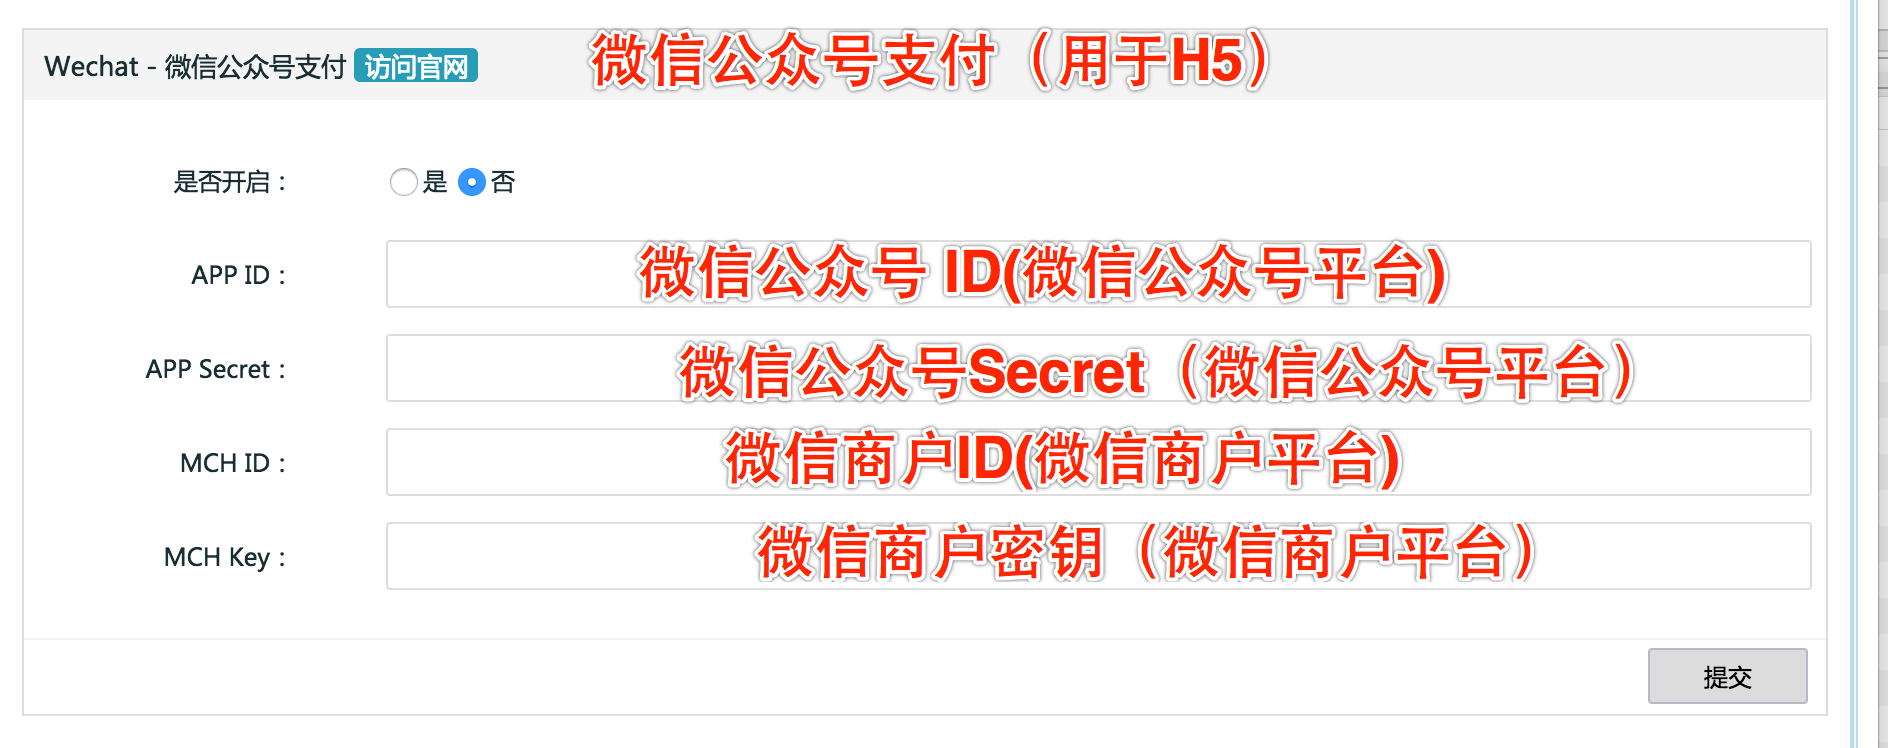 Wechat - 微信公众号支付 访问官网 微信公众号支付（用于H5）
是否开启： 是 否
APP ID： 微信公众号 ID(微信公众号平台)
APP Secret： 微信公众号Secret（微信公众号平台）
MCH ID： 微信商户ID(微信商户平台)
MCH Key： 微信商户密钥（微信商户平台）
提交